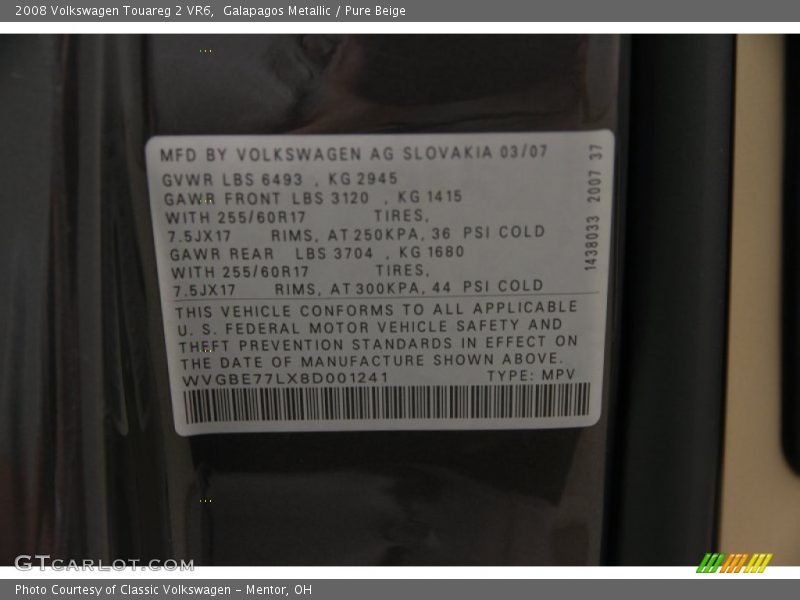 2008 Volkswagen Touareg 2 VR6,  Galapagos Metallic / Pure Beige
MFD BY VOLKSWAGEN AG SLOVAKIA 03/07
GVWR LBS 6493 , KG 2945
GAWR FRONT LBS 3120 , KG 1415
WITH 255/60R17 TIRES,
7.5JX17 RIMS, AT 250KPA, 36 PSI COLD
GAWR REAR LBS 3704 , KG 1680
WITH 255/60R17 TIRES,
7.5JX17 RIMS, AT 300KPA, 44 PSI COLD
THIS VEHICLE CONFORMS TO ALL APPLICABLE
U. S. FEDERAL MOTOR VEHICLE SAFETY AND
THEFT PREVENTION STANDARDS IN EFFECT ON
THE DATE OF MANUFACTURE SHOWN ABOVE.
WVGBE77LX8D001241 TYPE: MPV
1438033 2007 37
GTCARLOT.COM
Photo Courtesy of Classic Volkswagen - Mentor, OH